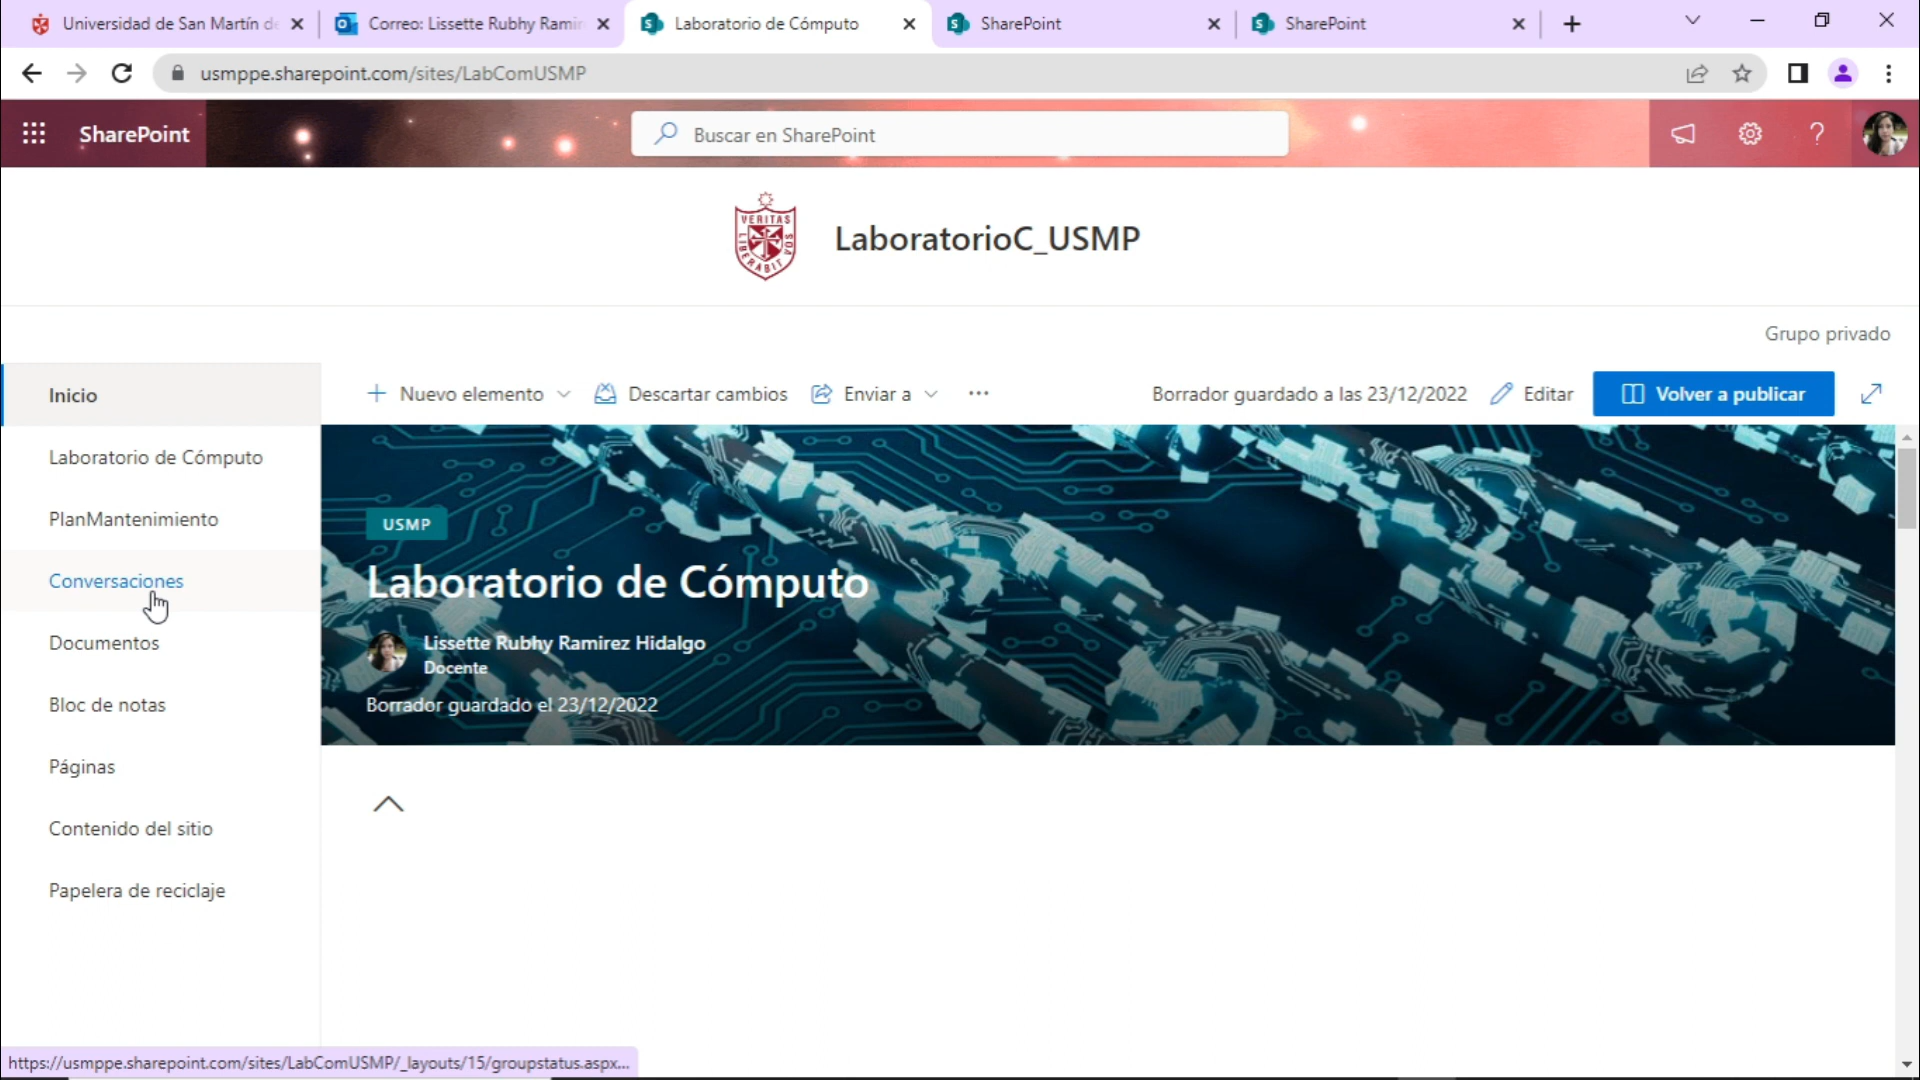 Universidad de San Martín de
Correo: Lissette Rubhy Ramir
Laboratorio de Cómputo
SharePoint
SharePoint
usmppe.sharepoint.com/sites/LabComUSMP
SharePoint
Buscar en SharePoint
VERITAS
LIBERABIT VOS
LaboratorioC_USMP
Grupo privado
Inicio
Laboratorio de Cómputo
PlanMantenimiento
Conversaciones
Documentos
Bloc de notas
Páginas
Contenido del sitio
Papelera de reciclaje
Nuevo elemento
Descartar cambios
Enviar a
Borrador guardado a las 23/12/2022
Editar
Volver a publicar
USMP
Laboratorio de Cómputo
Lissette Rubhy Ramirez Hidalgo
Docente
Borrador guardado el 23/12/2022
https://usmppe.sharepoint.com/sites/LabComUSMP/_layouts/15/groupstatus.aspx...